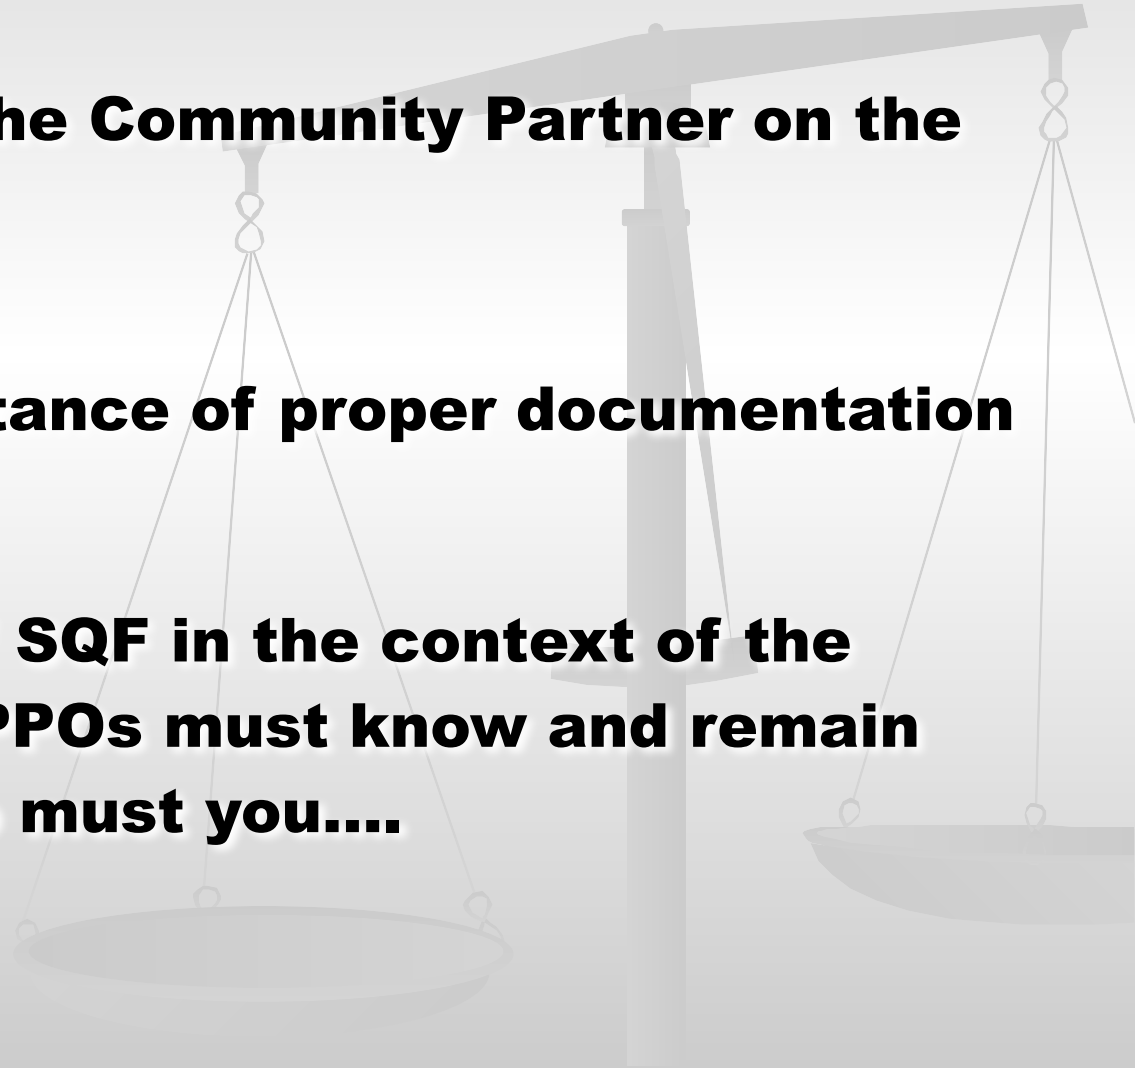 he Community Partner on the
tance of proper documentation
SQF in the context of the
PPOs must know and remain
must you....